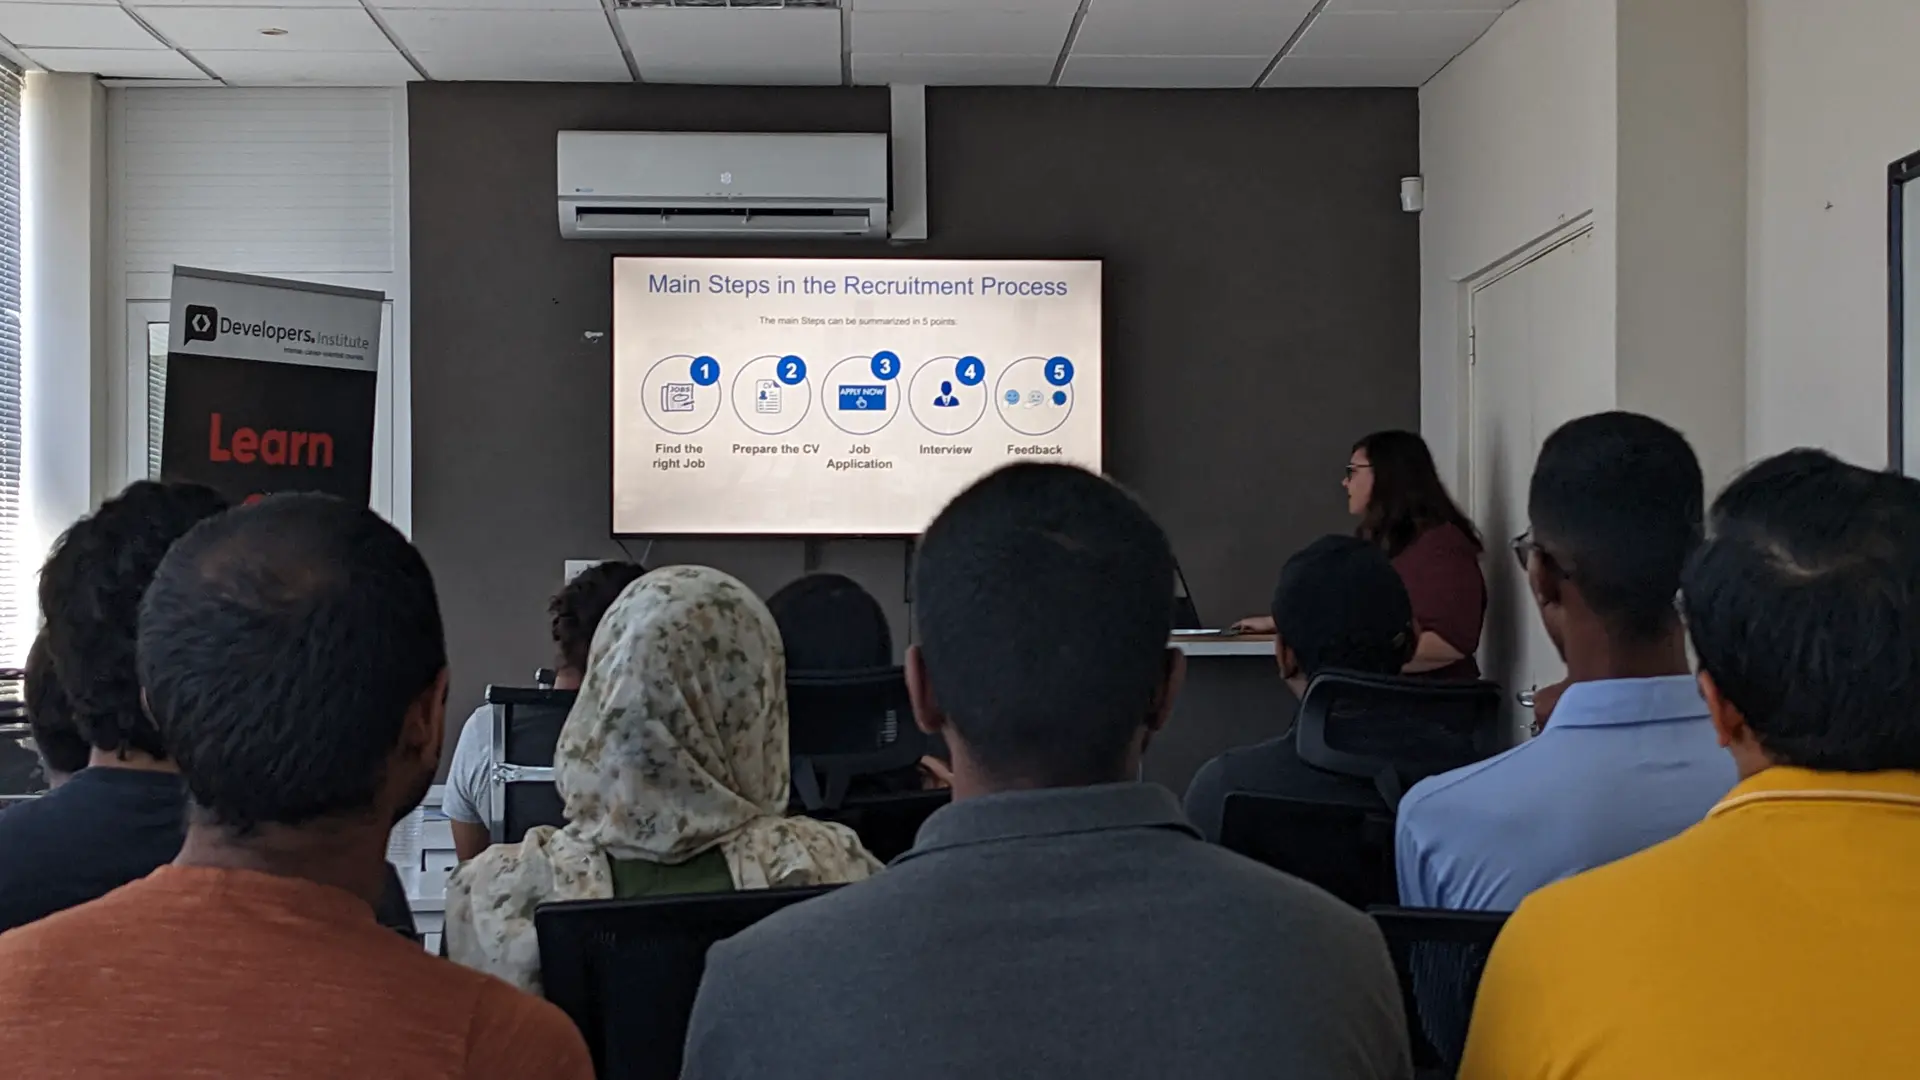 Main Steps in the Recruitment Process
The main Steps can be summarized in 5 points.
1
2
3
4
5
JOBS
CV
APPLY NOW
Find the
right Job
Prepare the CV
Job
Application
Interview
Feedback
Developers.Institute
Learn